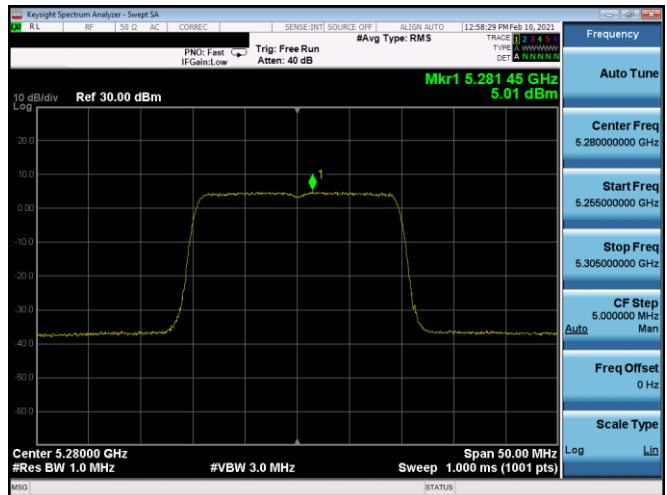 Keysight Spectrum Analyzer - Swept SA
RL RF 50 Ω AC CORREC SENSE:INT SOURCE OFF ALIGN AUTO 12:58:29 PM Feb 10, 2021
#Avg Type: RMS
TRACE 1 2 3 4 5 6
PNO: Fast Trig: Free Run
TYPE A WWWWW
IFGain:Low Atten: 40 dB
DET A N N N N N
Mkr1 5.281 45 GHz
5.01 dBm
10 dB/div Ref 30.00 dBm
Log
20.0
10.0
1
0.00
-10.0
-20.0
-30.0
-40.0
-50.0
-60.0
Center 5.28000 GHz
Span 50.00 MHz
#Res BW 1.0 MHz #VBW 3.0 MHz Sweep 1.000 ms (1001 pts)
MSG STATUS
Frequency
Auto Tune
Center Freq
5.280000000 GHz
Start Freq
5.255000000 GHz
Stop Freq
5.305000000 GHz
CF Step
5.000000 MHz
Auto Man
Freq Offset
0 Hz
Scale Type
Log Lin